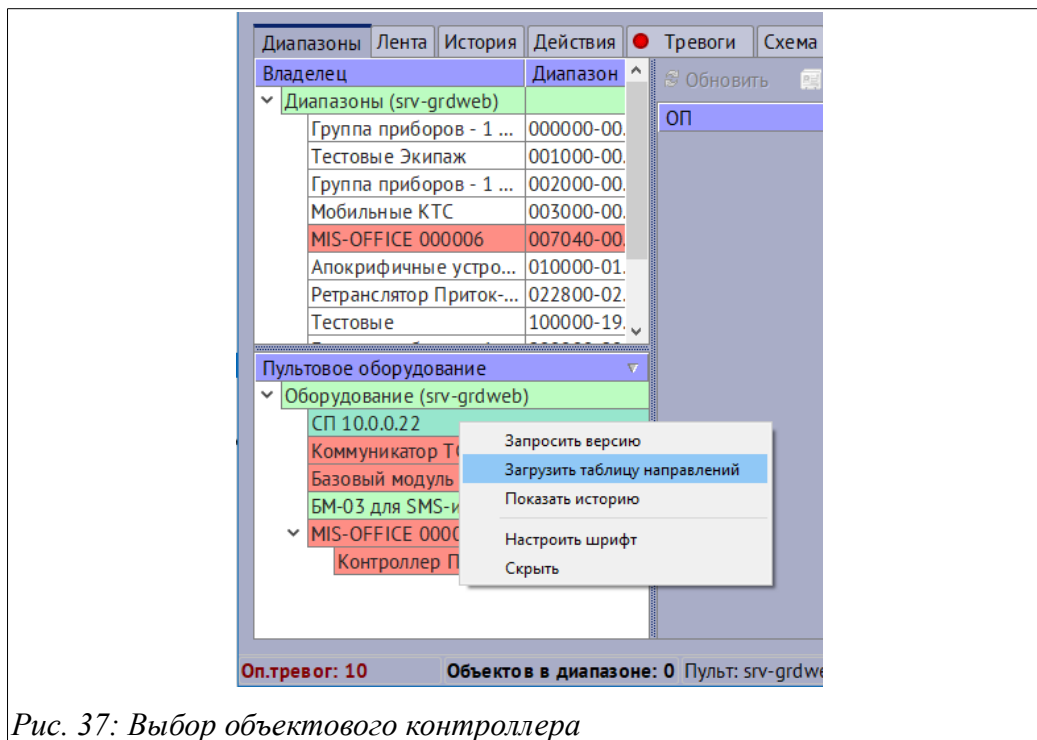 Диапазоны Лента История Действия Тревоги Схема
Владелец Диапазон Обновить
Диапазоны (srv-grdweb) ОП
Группа приборов - 1 ... 000000-00.
Тестовые Экипаж 001000-00.
Группа приборов - 1 ... 002000-00.
Мобильные КТС 003000-00.
MIS-OFFICE 000006 007040-00.
Апокрифичные устро... 010000-01.
Ретранслятор Приток-... 022800-02.
Тестовые 100000-19.
Пультовое оборудование
Оборудование (srv-grdweb)
СП 10.0.0.22
Запросить версию
Коммуникатор
Загрузить таблицу направлений
Базовый модуль
Показать историю
БМ-03 для SMS-
MIS-OFFICE
Настроить шрифт
Контроллер
Скрыть
Оп.тревог: 10 Объектов в диапазоне: 0 Пульт:
Рис. 37: Выбор объектового контроллера